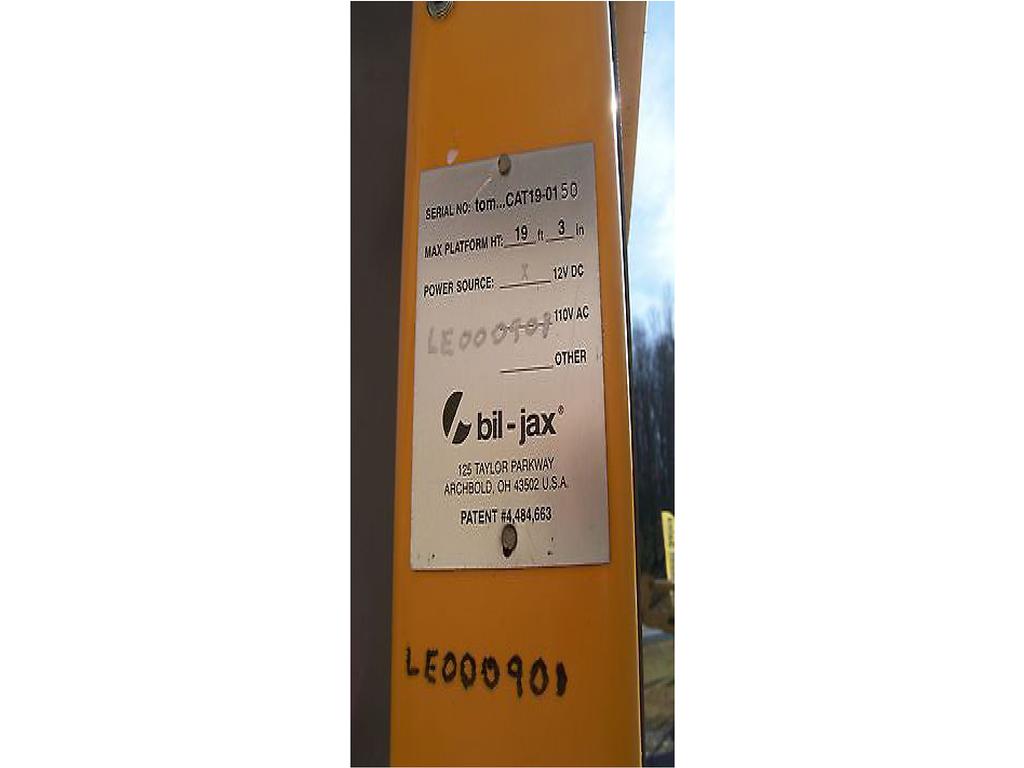 SERIAL NO: tom...CAT19-0150
MAX PLATFORM HT: 19 ft 3 in
POWER SOURCE: X 12V DC
LE000901 110V AC
OTHER
bil-jax®
125 TAYLOR PARKWAY
ARCHBOLD, OH 43502 U.S.A.
PATENT #4,484,663
LE000901